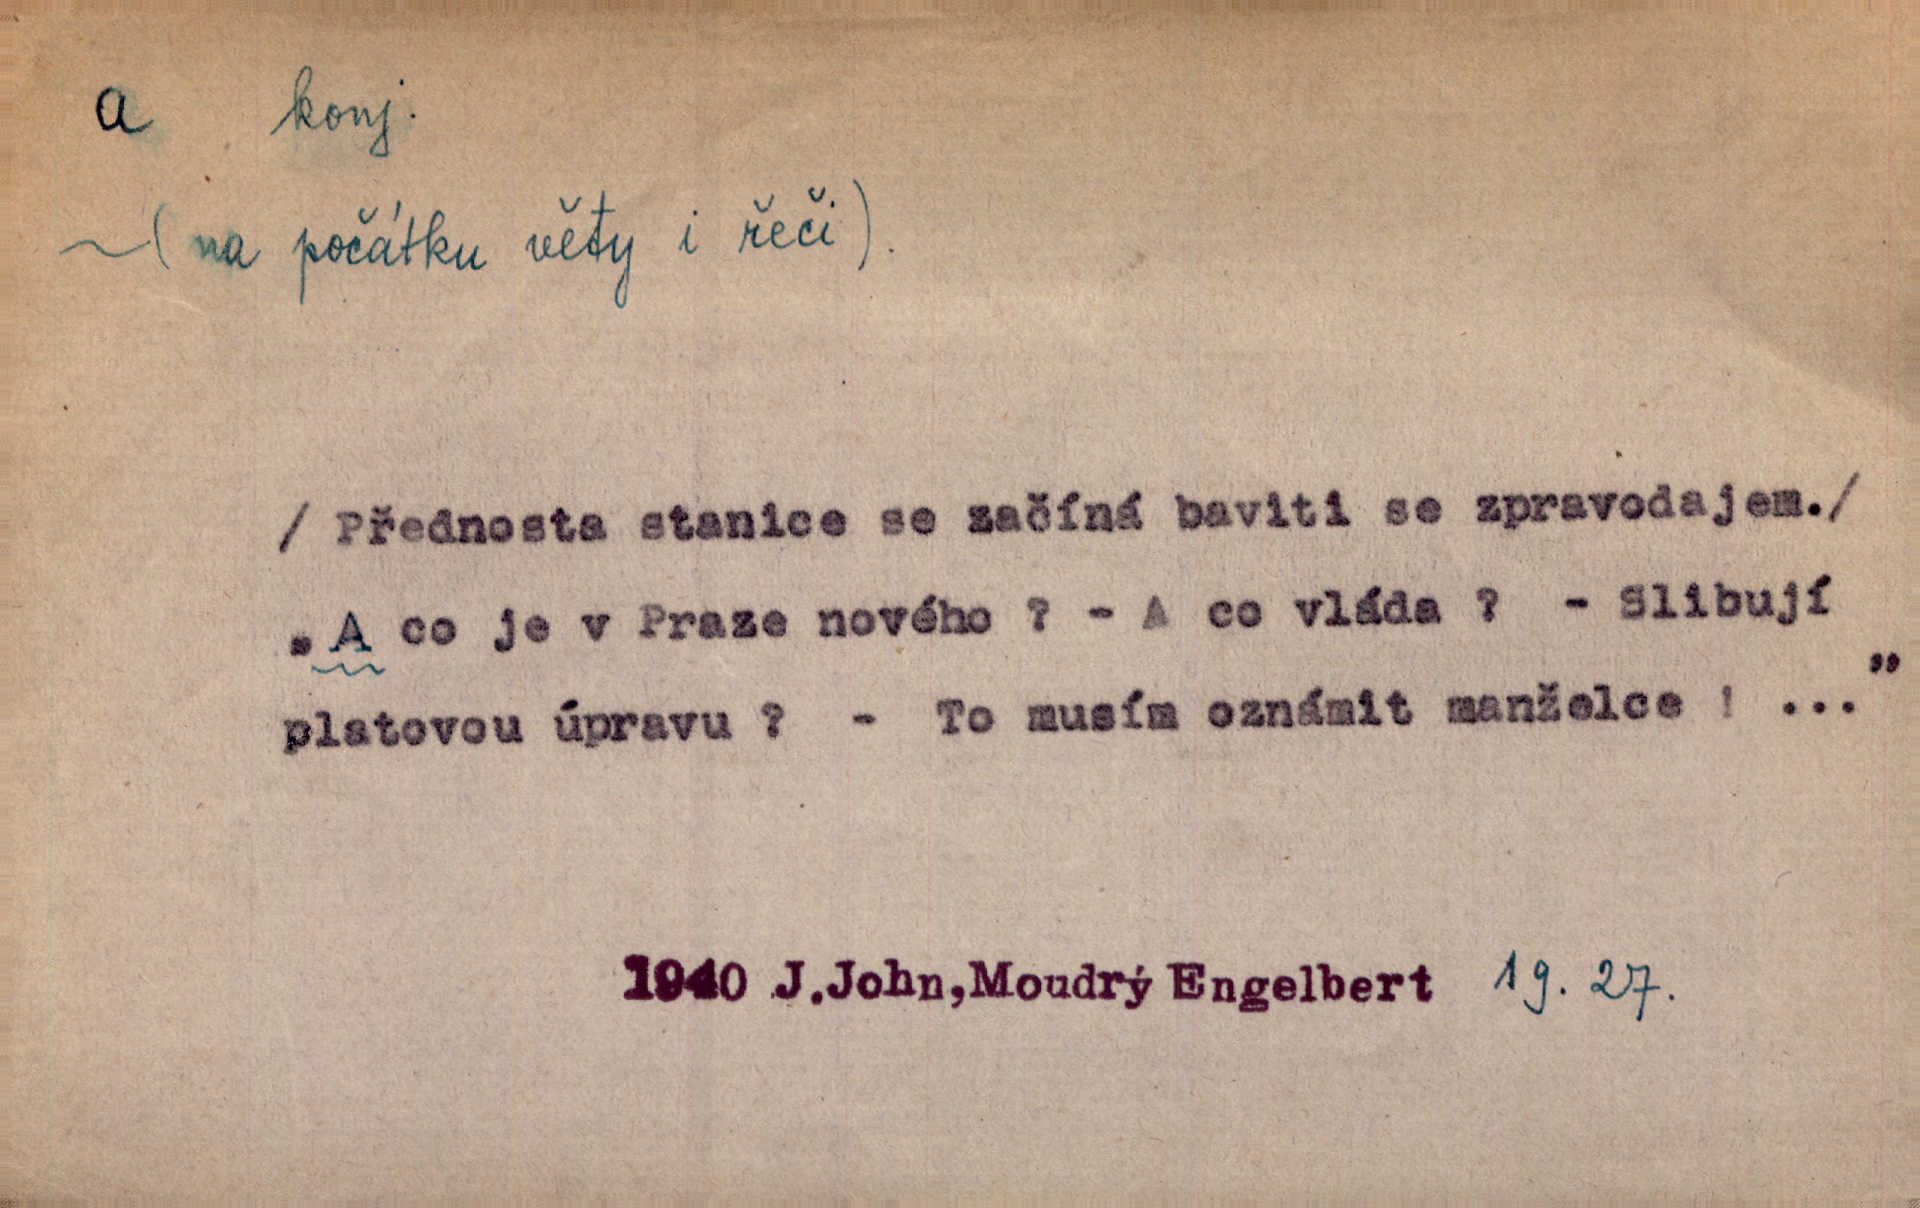 a konj.
~ (na počátku věty i řeči).
/ Přednosta stanice se začíná baviti se zpravodajem./
„A co je v Praze nového ? - A co vláda ? - Slibují
platovou úpravu ? - To musím oznámit manželce ! ..."
1940 J.John,Moudrý Engelbert 19. 27.